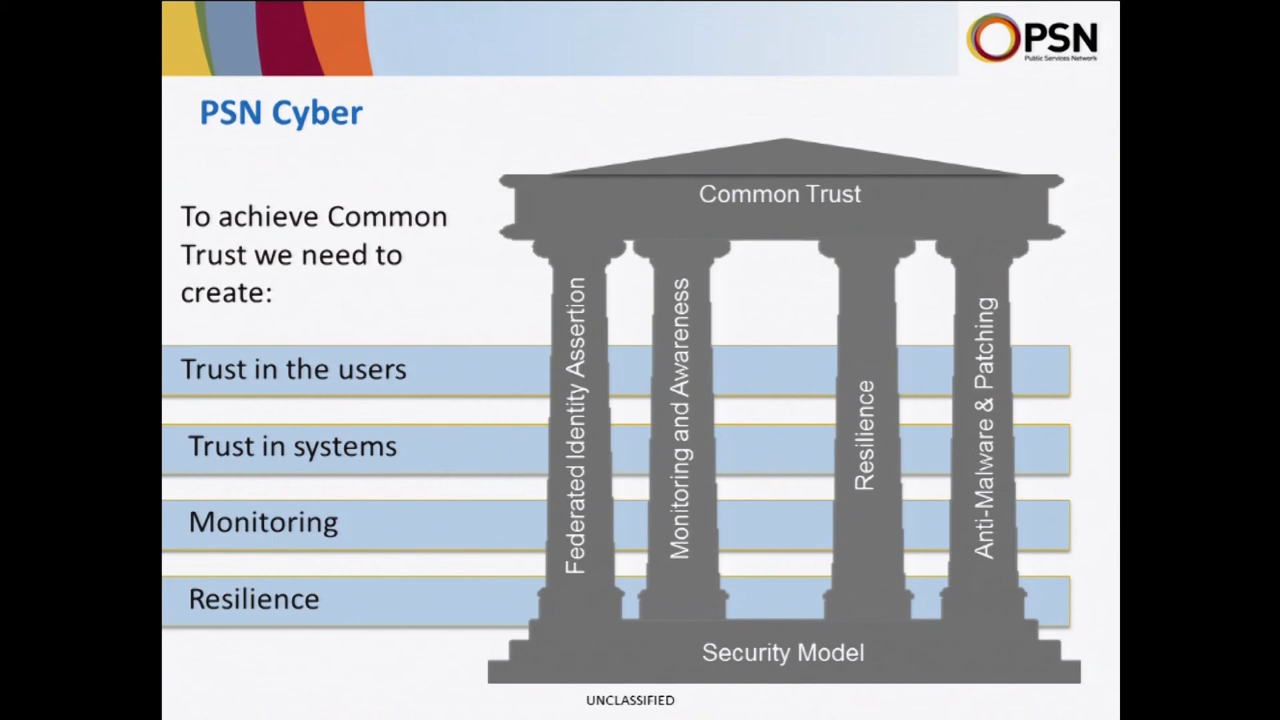 PSN
Public Services Network
PSN Cyber
To achieve Common
Trust we need to
create:
Trust in the users
Trust in systems
Monitoring
Resilience
Common Trust
Federated Identity Assertion
Monitoring and Awareness
Resilience
Anti-Malware & Patching
Security Model
UNCLASSIFIED